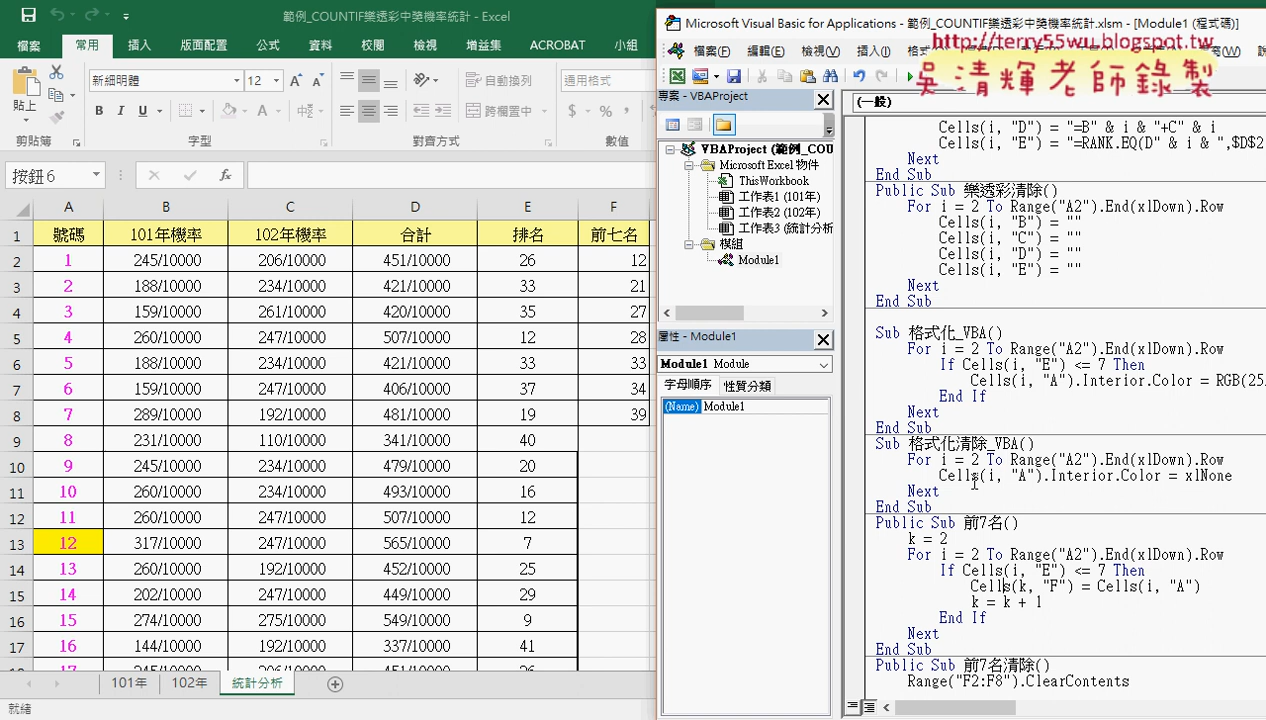 範例_COUNTIF樂透彩中獎機率統計 - Excel
檔案 常用 插入 版面配置 公式 資料 校閱 檢視 增益集 ACROBAT 小組
新細明體 12 自動換列 通用格式
貼上 B I U 跨欄置中 $ % ,
剪貼簿 字型 對齊方式 數值
按鈕 6 fx
A B C D E F
1 號碼 101年機率 102年機率 合計 排名 前七名
2 1 245/10000 206/10000 451/10000 26 12
3 2 188/10000 234/10000 421/10000 33 21
4 3 159/10000 261/10000 420/10000 35 27
5 4 260/10000 247/10000 507/10000 12 28
6 5 188/10000 234/10000 421/10000 33 33
7 6 159/10000 247/10000 406/10000 37 34
8 7 289/10000 192/10000 481/10000 19 39
9 8 231/10000 110/10000 341/10000 40
10 9 245/10000 234/10000 479/10000 20
11 10 260/10000 234/10000 493/10000 16
12 11 260/10000 247/10000 507/10000 12
13 12 317/10000 247/10000 565/10000 7
14 13 260/10000 192/10000 452/10000 25
15 14 202/10000 247/10000 449/10000 29
16 15 274/10000 275/10000 549/10000 9
17 16 144/10000 192/10000 337/10000 41
17 245/10000 206/10000 451/10000 26
101年 102年 統計分析
就緒
Microsoft Visual Basic for Applications - 範例_COUNTIF樂透彩中獎機率統計.xlsm - [Module1 (程式碼)]
http://terry55wu.blogspot.tw
檔案(F) 編輯(E) 檢視(V) 插入(I)
吳清輝老師錄製
專案 - VBAProject
VBAProject (範例_COU
Microsoft Excel 物件
ThisWorkbook
工作表1 (101年)
工作表2 (102年)
工作表3 (統計分析
模組
Module1
屬性 - Module1
Module1 Module
字母順序 性質分類
(Name) Module1
(一般)
Cells(i, "D") = "=B" & i & "+C" & i
Cells(i, "E") = "=RANK.EQ(D" & i & ",$D$2
Next
End Sub
Public Sub 樂透彩清除()
For i = 2 To Range("A2").End(xlDown).Row
Cells(i, "B") = ""
Cells(i, "C") = ""
Cells(i, "D") = ""
Cells(i, "E") = ""
Next
End Sub
Sub 格式化_VBA()
For i = 2 To Range("A2").End(xlDown).Row
If Cells(i, "E") <= 7 Then
Cells(i, "A").Interior.Color = RGB(25
End If
Next
End Sub
Sub 格式化清除_VBA()
For i = 2 To Range("A2").End(xlDown).Row
Cells(i, "A").Interior.Color = xlNone
Next
End Sub
Public Sub 前7名()
k = 2
For i = 2 To Range("A2").End(xlDown).Row
If Cells(i, "E") <= 7 Then
Cells(k, "F") = Cells(i, "A")
k = k + 1
End If
Next
End Sub
Public Sub 前7名清除()
Range("F2:F8").ClearContents